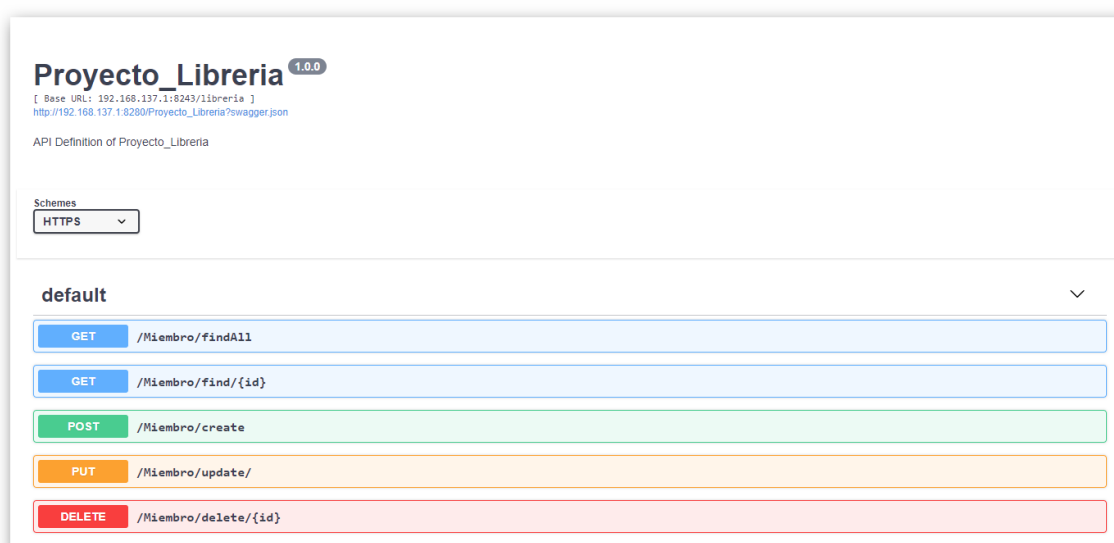 Proyecto_Libreria 1.0.0
[ Base URL: 192.168.137.1:8243/libreria ]
http://192.168.137.1:8280/Proyecto_Libreria?swagger.json
API Definition of Proyecto_Libreria
Schemes
HTTPS
default
GET /Miembro/findAll
GET /Miembro/find/{id}
POST /Miembro/create
PUT /Miembro/update/
DELETE /Miembro/delete/{id}